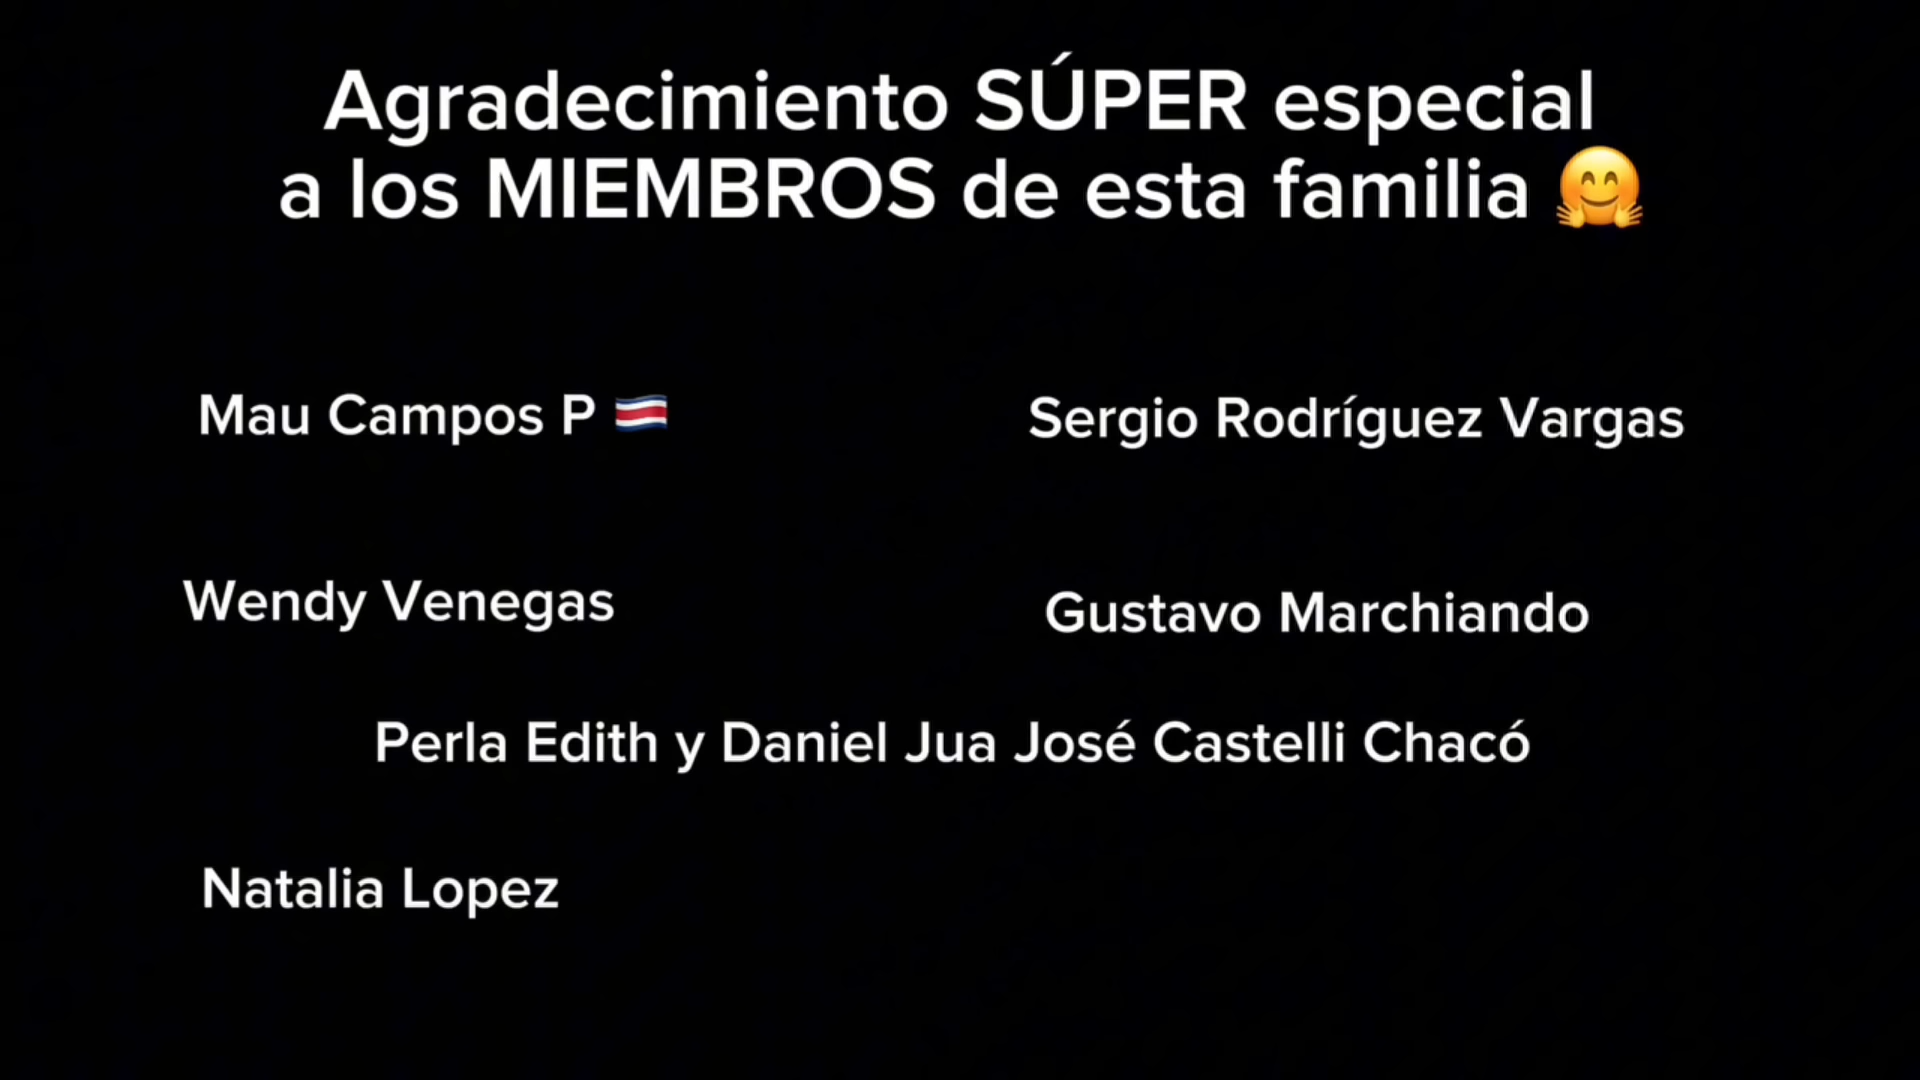 Agradecimiento SÚPER especial
a los MIEMBROS de esta familia 🤗
Mau Campos P 🇨🇷
Sergio Rodríguez Vargas
Wendy Venegas
Gustavo Marchiando
Perla Edith y Daniel Jua José Castelli Chacó
Natalia Lopez